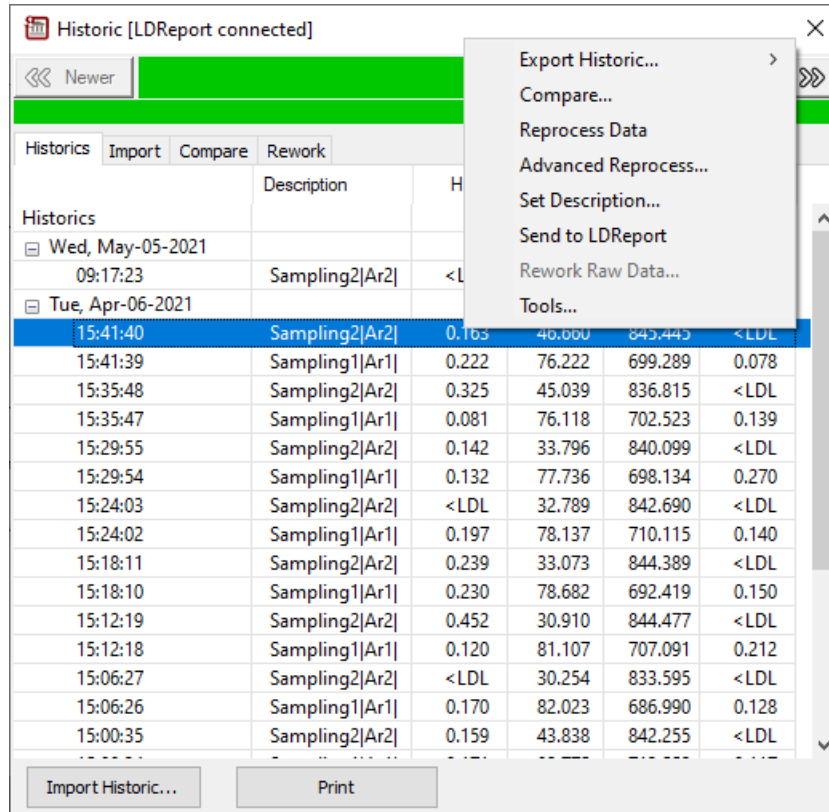 Historic [LDReport connected]
Newer
Export Historic...
Compare...
Reprocess Data
Advanced Reprocess...
Set Description...
Send to LDReport
Rework Raw Data...
Tools...
Historics Import Compare Rework
Description H
Historics
Wed, May-05-2021
09:17:23 Sampling2|Ar2| <L
Tue, Apr-06-2021
15:41:40 Sampling2|Ar2| 0.163 46.660 845.445 <LDL
15:41:39 Sampling1|Ar1| 0.222 76.222 699.289 0.078
15:35:48 Sampling2|Ar2| 0.325 45.039 836.815 <LDL
15:35:47 Sampling1|Ar1| 0.081 76.118 702.523 0.139
15:29:55 Sampling2|Ar2| 0.142 33.796 840.099 <LDL
15:29:54 Sampling1|Ar1| 0.132 77.736 698.134 0.270
15:24:03 Sampling2|Ar2| <LDL 32.789 842.690 <LDL
15:24:02 Sampling1|Ar1| 0.197 78.137 710.115 0.140
15:18:11 Sampling2|Ar2| 0.239 33.073 844.389 <LDL
15:18:10 Sampling1|Ar1| 0.230 78.682 692.419 0.150
15:12:19 Sampling2|Ar2| 0.452 30.910 844.477 <LDL
15:12:18 Sampling1|Ar1| 0.120 81.107 707.091 0.212
15:06:27 Sampling2|Ar2| <LDL 30.254 833.595 <LDL
15:06:26 Sampling1|Ar1| 0.170 82.023 686.990 0.128
15:00:35 Sampling2|Ar2| 0.159 43.838 842.255 <LDL
Import Historic... Print